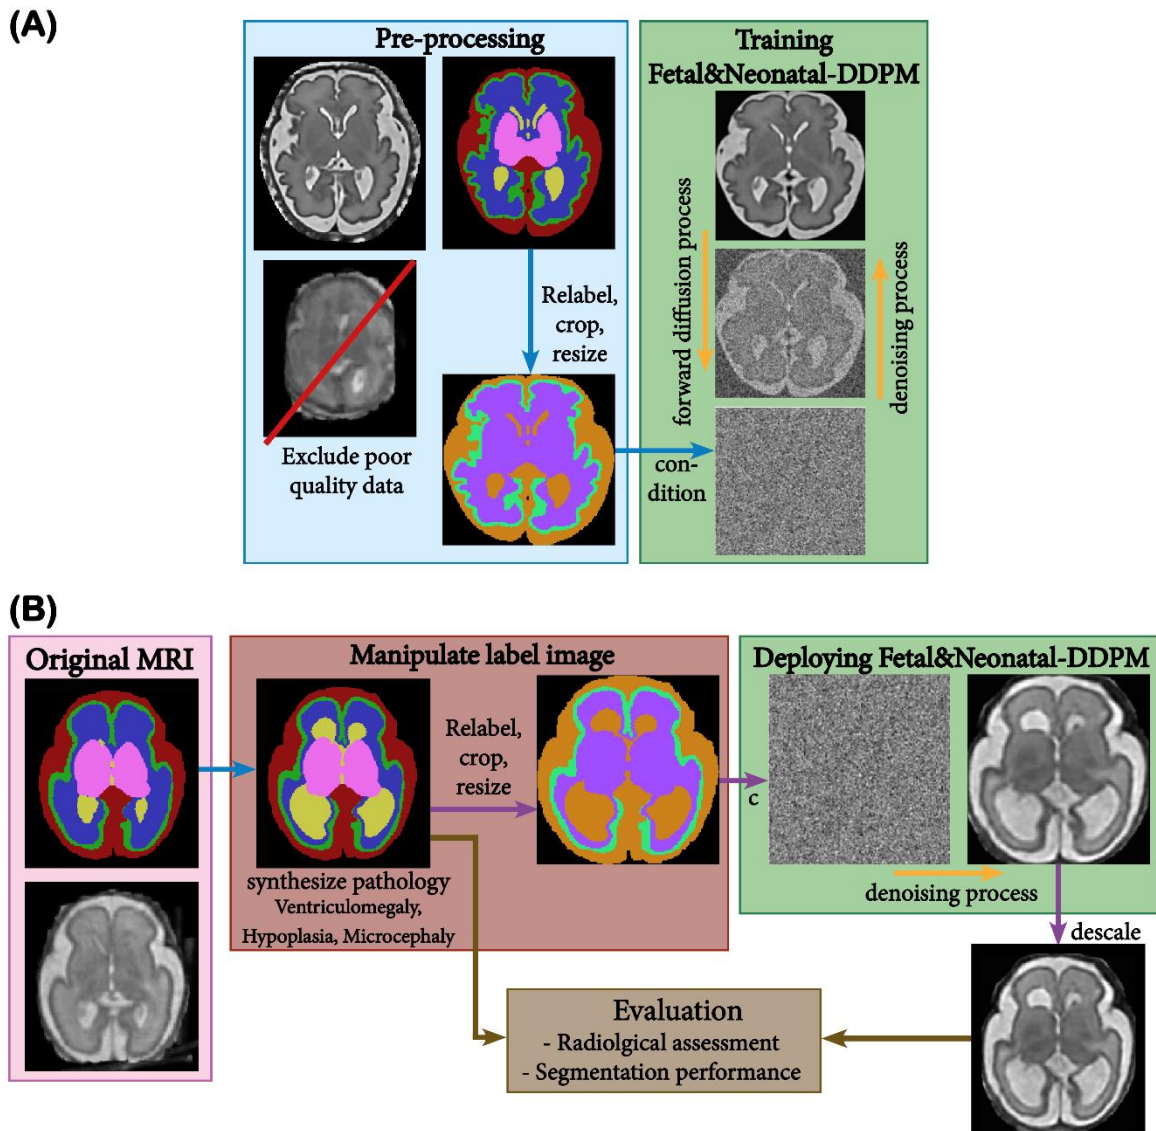 (A)
Pre-processing
Training
Fetal&Neonatal-DDPM
Relabel,
crop,
resize
Exclude poor
quality data
forward diffusion process
denoising process
con-
dition
(B)
Original MRI
Manipulate label image
Deploying Fetal&Neonatal-DDPM
Relabel,
crop,
resize
c
synthesize pathology
Ventriculomegaly,
Hypoplasia, Microcephaly
denoising process
descale
Evaluation
- Radiolgical assessment
- Segmentation performance